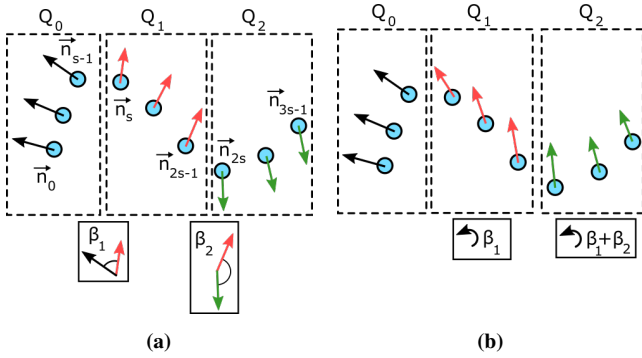 Q₀ Q₁ Q₂
n⃗ₛ₋₁
n⃗₀
n⃗ₛ
n⃗₂ₛ₋₁
n⃗₂ₛ
n⃗₃ₛ₋₁
β₁
β₂
(a)
Q₀ Q₁ Q₂
β₁
β₁+β₂
(b)